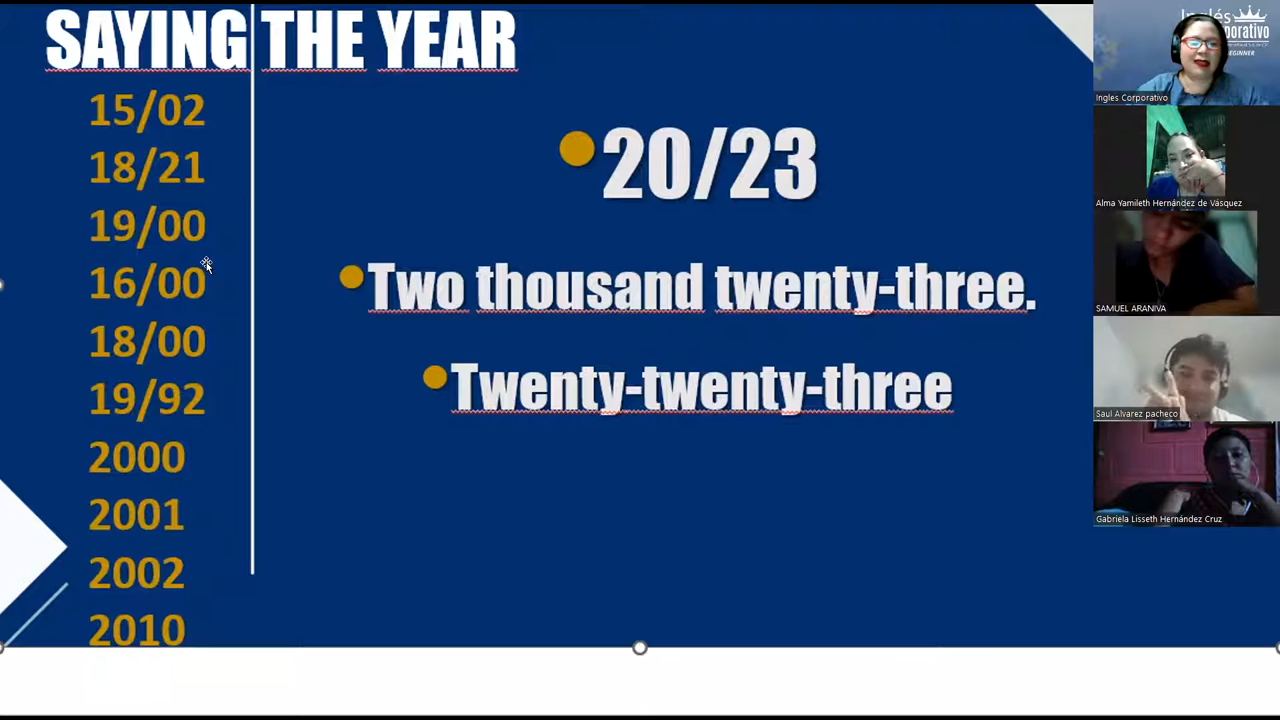 SAYING THE YEAR
15/02
18/21
19/00
16/00
18/00
19/92
2000
2001
2002
2010
20/23
Two thousand twenty-three.
Twenty-twenty-three
Ingles Corporativo
Alma Yamileth Hernández de Vásquez
SAMUEL ARANIVA
Saul Alvarez pacheco
Gabriela Lisseth Hernández Cruz